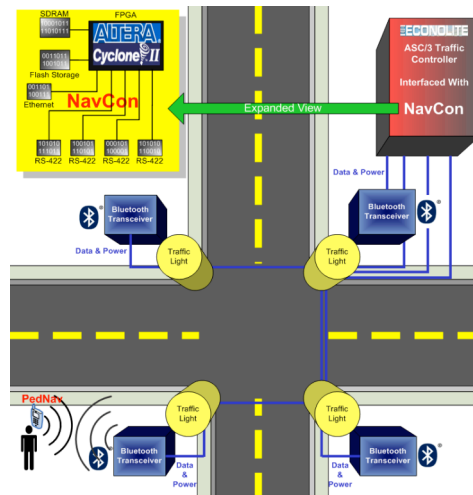 SDRAM
FPGA
10001011
11010111
ALTERA
Cyclone II
Flash Storage
0011011
1001011
001101
100111
Ethernet
NavCon
101010
111011
RS-422
100101
110101
RS-422
000101
100001
RS-422
101010
110010
RS-422
ECONOLITE
ASC/3 Traffic
Controller
Interfaced With
NavCon
Expanded View
Data & Power
Bluetooth
Transceiver
®
Data & Power
Traffic
Light
Traffic
Light
Bluetooth
Transceiver
®
PedNav
Traffic
Light
Traffic
Light
Bluetooth
Transceiver
Data
& Power
Data
& Power
Bluetooth
Transceiver
®